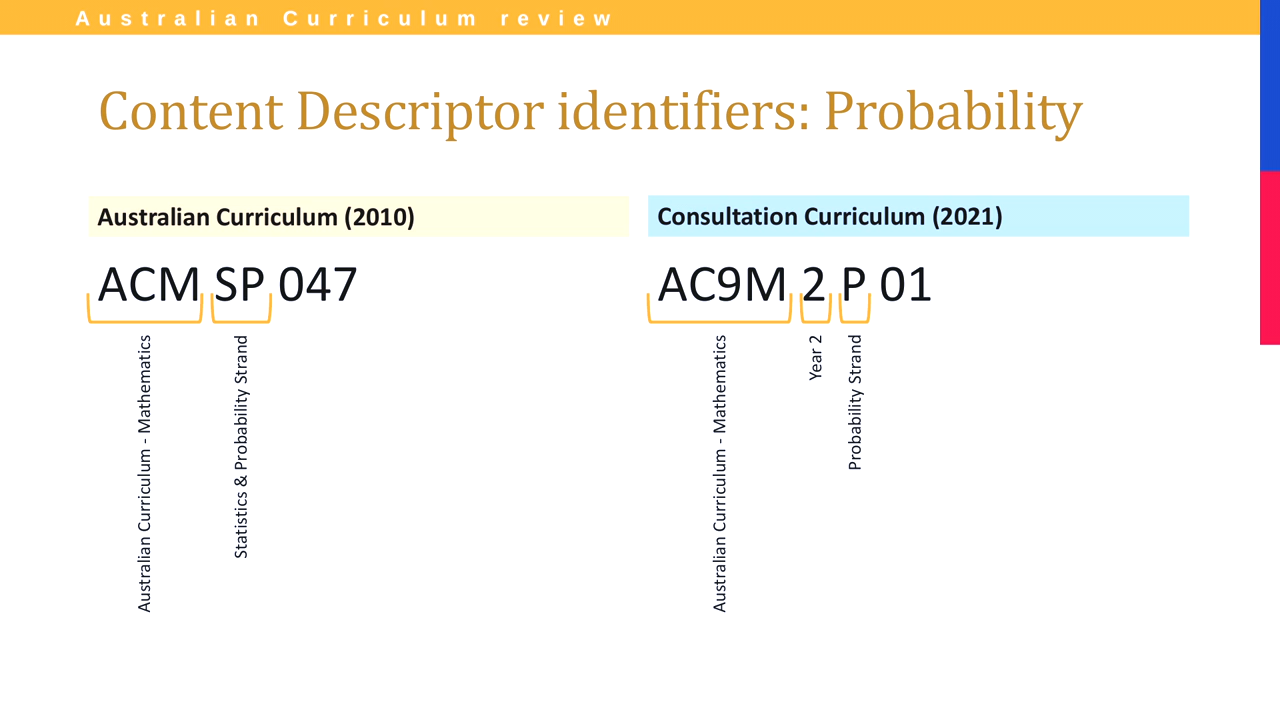 Australian Curriculum review
Content Descriptor identifiers: Probability
Australian Curriculum (2010)
ACM SP 047
Australian Curriculum - Mathematics
Statistics & Probability Strand
Consultation Curriculum (2021)
AC9M 2 P 01
Australian Curriculum - Mathematics
Year 2
Probability Strand